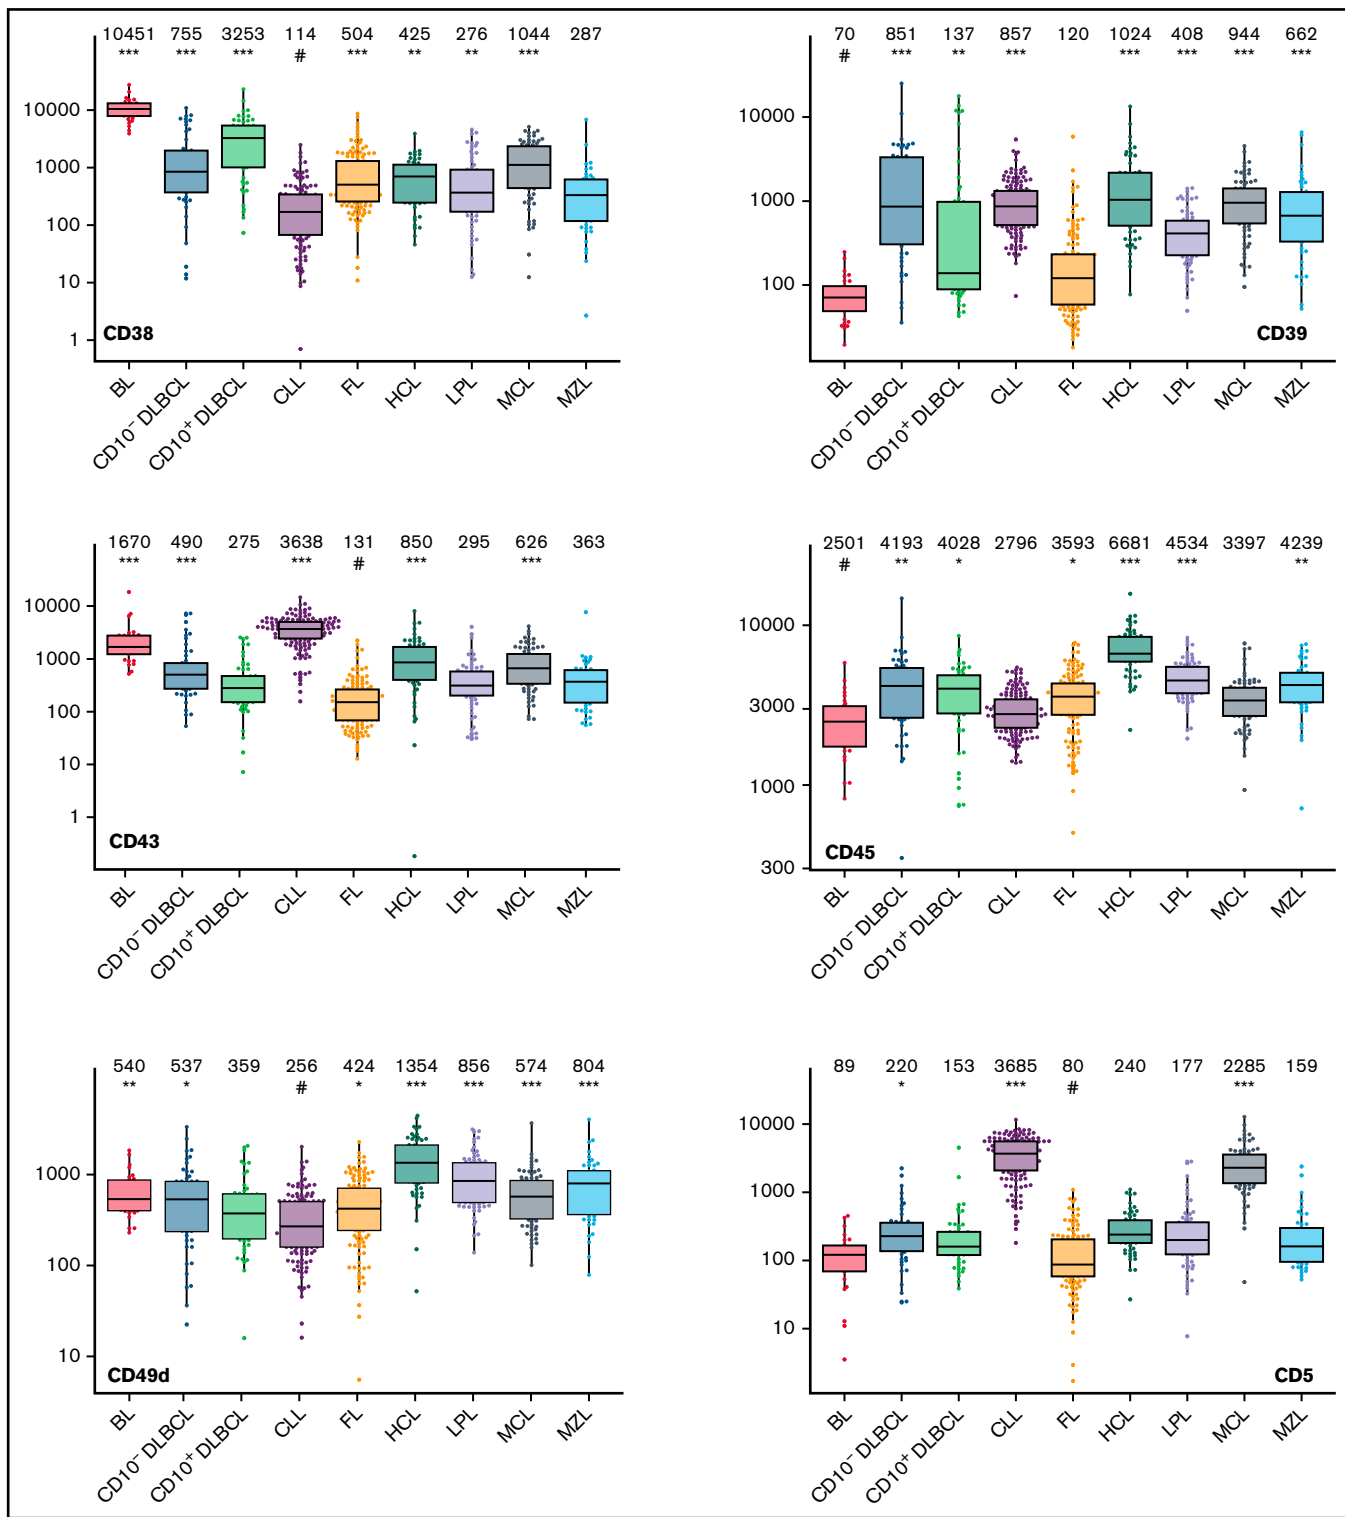 10451 755 3253 114 504 425 276 1044 287
*** *** *** # *** ** ** ***
10000
1000
100
10
1
CD38
BL CD10⁻ DLBCL CD10⁺ DLBCL CLL FL HCL LPL MCL MZL
70 851 137 857 120 1024 408 944 662
# *** ** *** *** *** *** ***
10000
1000
100
CD39
BL CD10⁻ DLBCL CD10⁺ DLBCL CLL FL HCL LPL MCL MZL
1670 490 275 3638 131 850 295 626 363
*** *** *** # *** ***
10000
1000
100
10
1
CD43
BL CD10⁻ DLBCL CD10⁺ DLBCL CLL FL HCL LPL MCL MZL
2501 4193 4028 2796 3593 6681 4534 3397 4239
# ** * * *** *** **
10000
3000
1000
300
CD45
BL CD10⁻ DLBCL CD10⁺ DLBCL CLL FL HCL LPL MCL MZL
540 537 359 256 424 1354 856 574 804
** * # * *** *** *** ***
1000
100
10
CD49d
BL CD10⁻ DLBCL CD10⁺ DLBCL CLL FL HCL LPL MCL MZL
89 220 153 3685 80 240 177 2285 159
* *** # ***
10000
1000
100
10
CD5
BL CD10⁻ DLBCL CD10⁺ DLBCL CLL FL HCL LPL MCL MZL